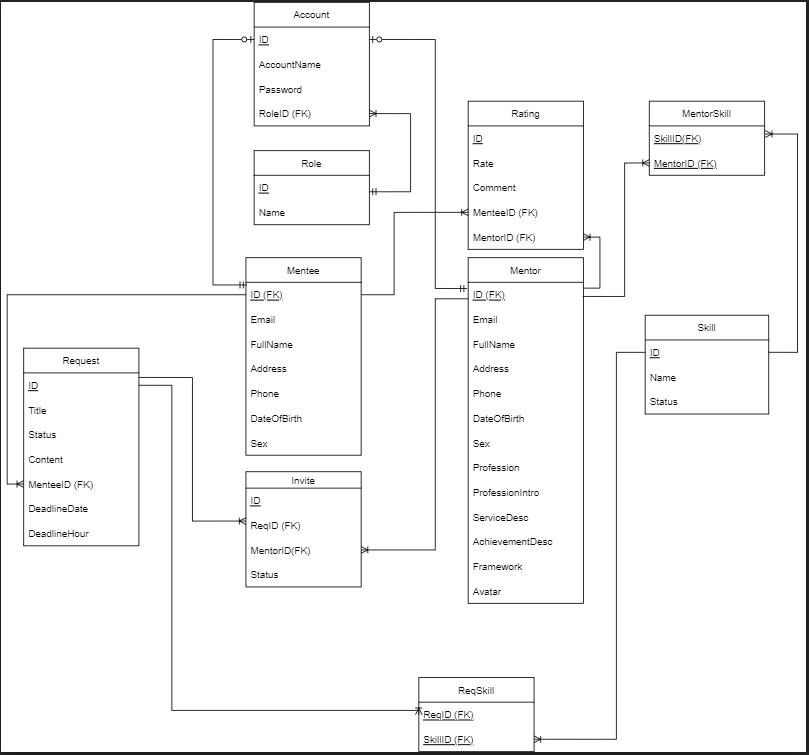 Account
ID
AccountName
Password
RoleID (FK)
Role
ID
Name
Rating
ID
Rate
Comment
MenteeID (FK)
MentorID (FK)
MentorSkill
SkillID(FK)
MentorID (FK)
Mentee
ID (FK)
Email
FullName
Address
Phone
DateOfBirth
Sex
Mentor
ID (FK)
Email
FullName
Address
Phone
DateOfBirth
Sex
Profession
ProfessionIntro
ServiceDesc
AchievementDesc
Framework
Avatar
Skill
ID
Name
Status
Request
ID
Title
Status
Content
MenteeID (FK)
DeadlineDate
DeadlineHour
Invite
ID
ReqID (FK)
MentorID(FK)
Status
ReqSkill
ReqID (FK)
SkillID (FK)